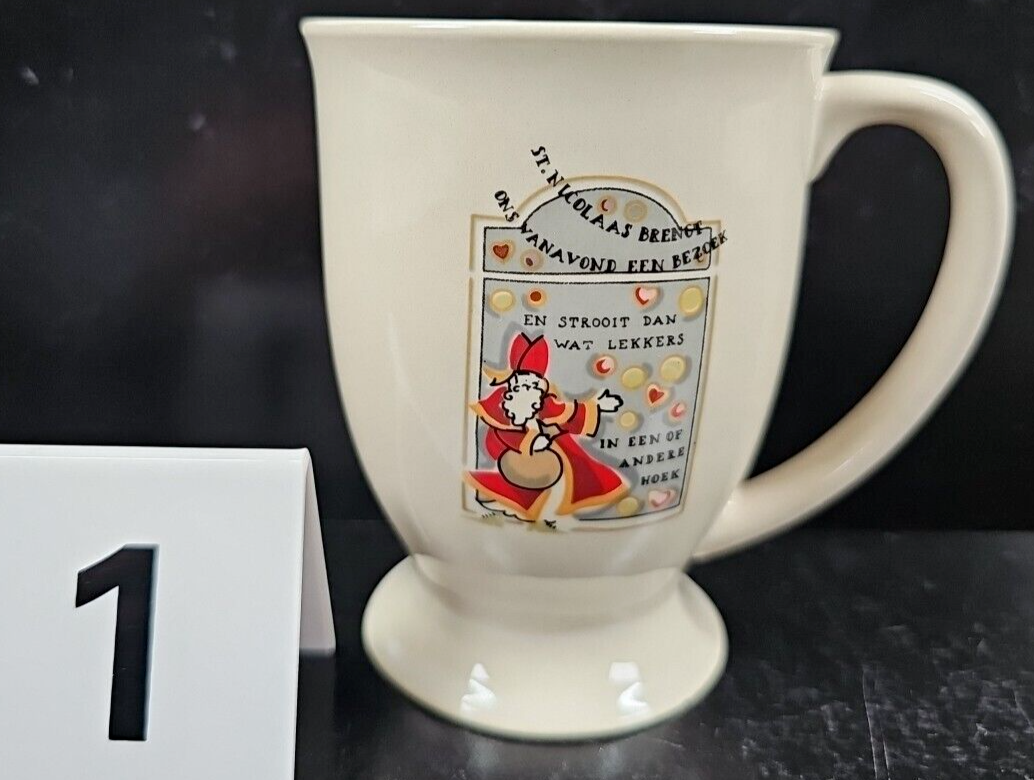 ST. NICOLAAS BRENGT
ONS VANAVOND EEN BEZOEK
EN STROOIT DAN
WAT LEKKERS
IN EEN OF
ANDERE
HOEK
1